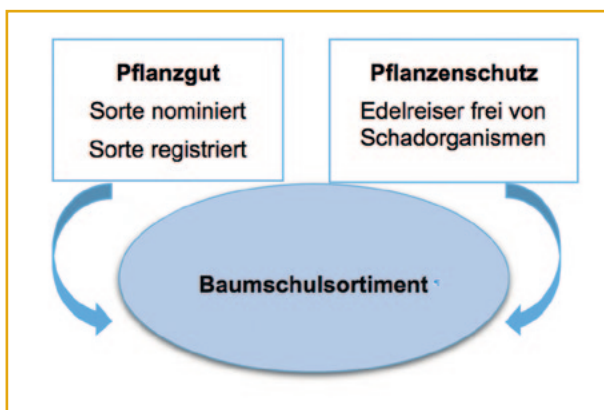 Pflanzgut
Sorte nominiert
Sorte registriert
Pflanzenschutz
Edelreiser frei von
Schadorganismen
Baumschulsortiment